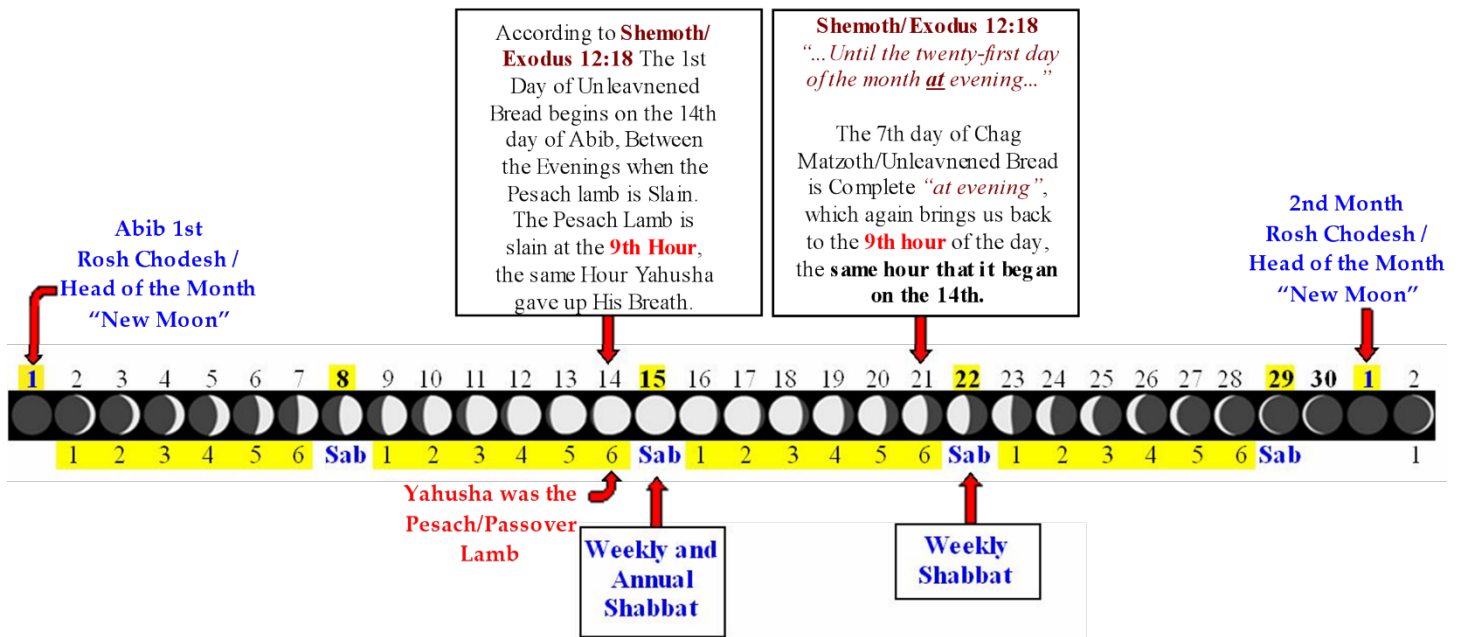 According to Shemoth/
Exodus 12:18 The 1st
Day of Unleavnened
Bread begins on the 14th
day of Abib, Between
the Evenings when the
Pesach lamb is Slain.
The Pesach Lamb is
slain at the 9th Hour,
the same Hour Yahusha
gave up His Breath.
Shemoth/Exodus 12:18
“...Until the twenty-first day
of the month at evening...”
The 7th day of Chag
Matzoth/Unleavnened Bread
is Complete “at evening”,
which again brings us back
to the 9th hour of the day,
the same hour that it began
on the 14th.
Abib 1st
Rosh Chodesh /
Head of the Month
“New Moon”
2nd Month
Rosh Chodesh /
Head of the Month
“New Moon”
1 2 3 4 5 6 7 8 9 10 11 12 13 14 15 16 17 18 19 20 21 22 23 24 25 26 27 28 29 30 1 2
1 2 3 4 5 6 Sab 1 2 3 4 5 6 Sab 1 2 3 4 5 6 Sab 1 2 3 4 5 6 Sab 1
Yahusha was the
Pesach/Passover
Lamb
Weekly and
Annual
Shabbat
Weekly
Shabbat